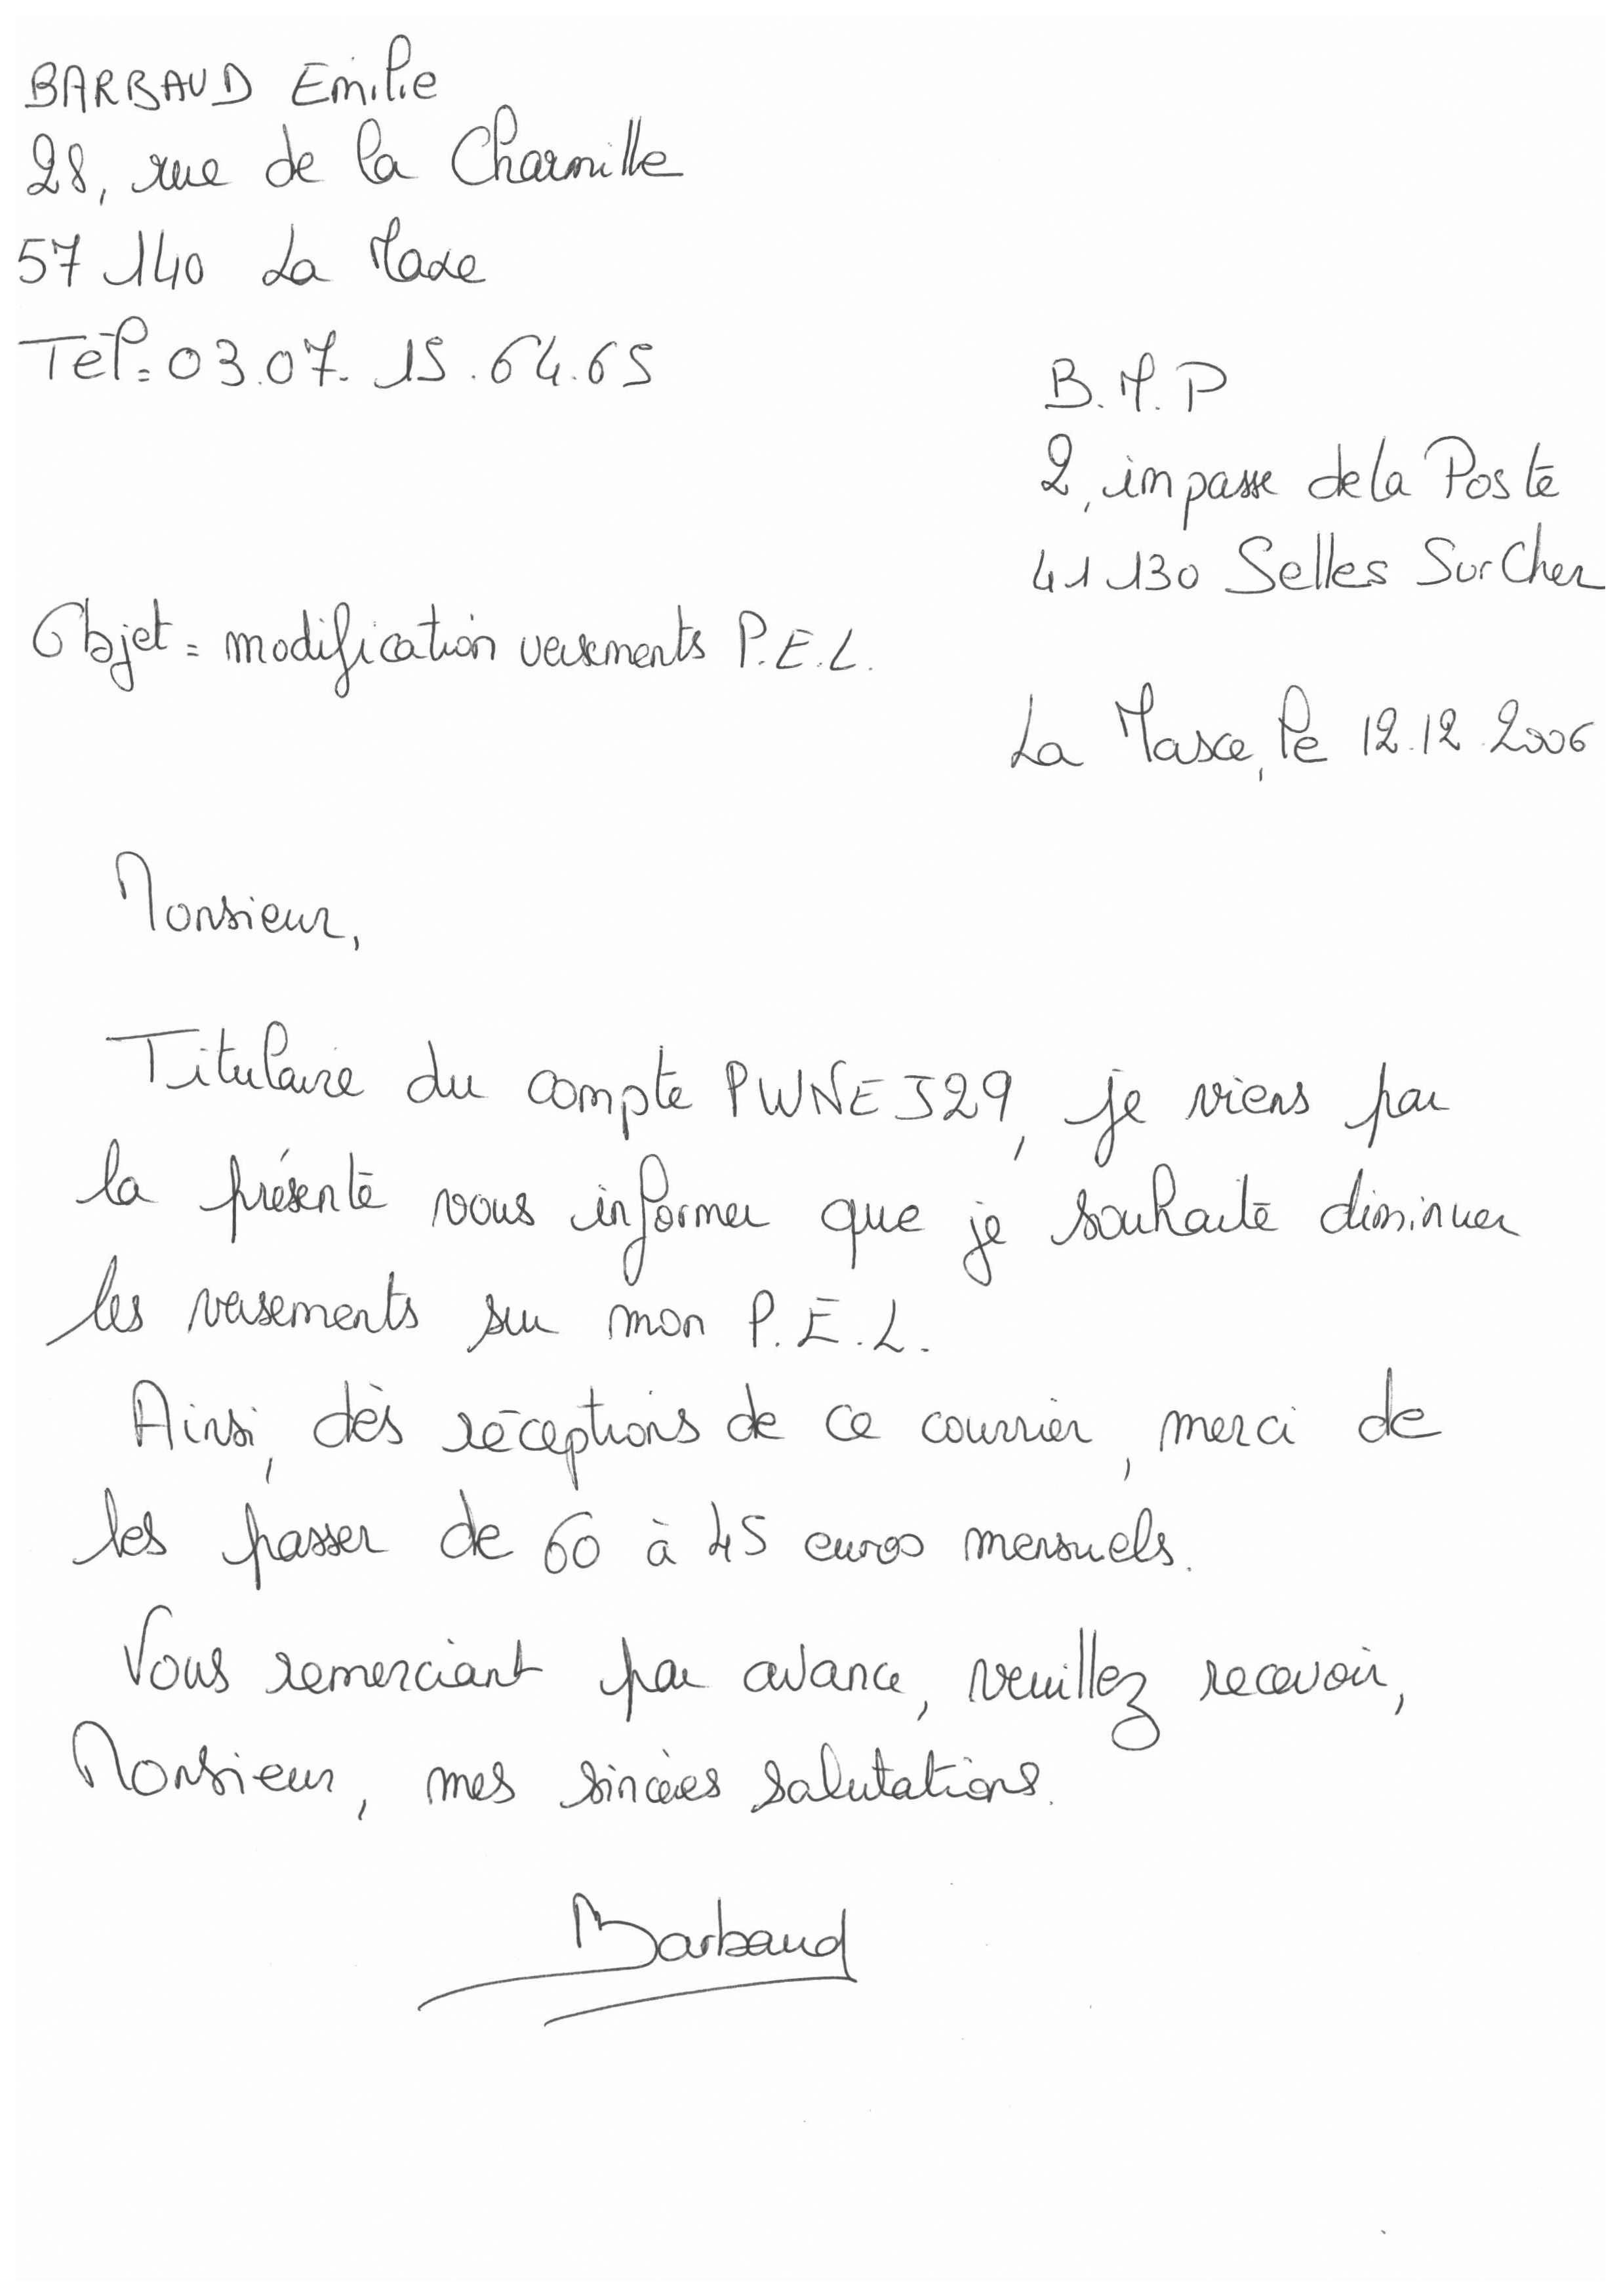 BARBAUD Emilie
28, rue de la Charmille
57 140 La Maxe
Tél: 03.07.15.64.65
B.M.P
2, impasse de la Poste
41 130 Selles Sur Cher
Objet: modification versements P.E.L.
La Maxe, le 12.12.2006
Monsieur,
Titulaire du compte PWNEJ29, je viens par
la présente vous informer que je souhaite diminuer
les versements sur mon P.E.L.
Ainsi, dès réceptions de ce courrier, merci de
les passer de 60 à 45 euros mensuels.
Vous remerciant par avance, veuillez recevoir,
Monsieur, mes sincères salutations.
Barbaud